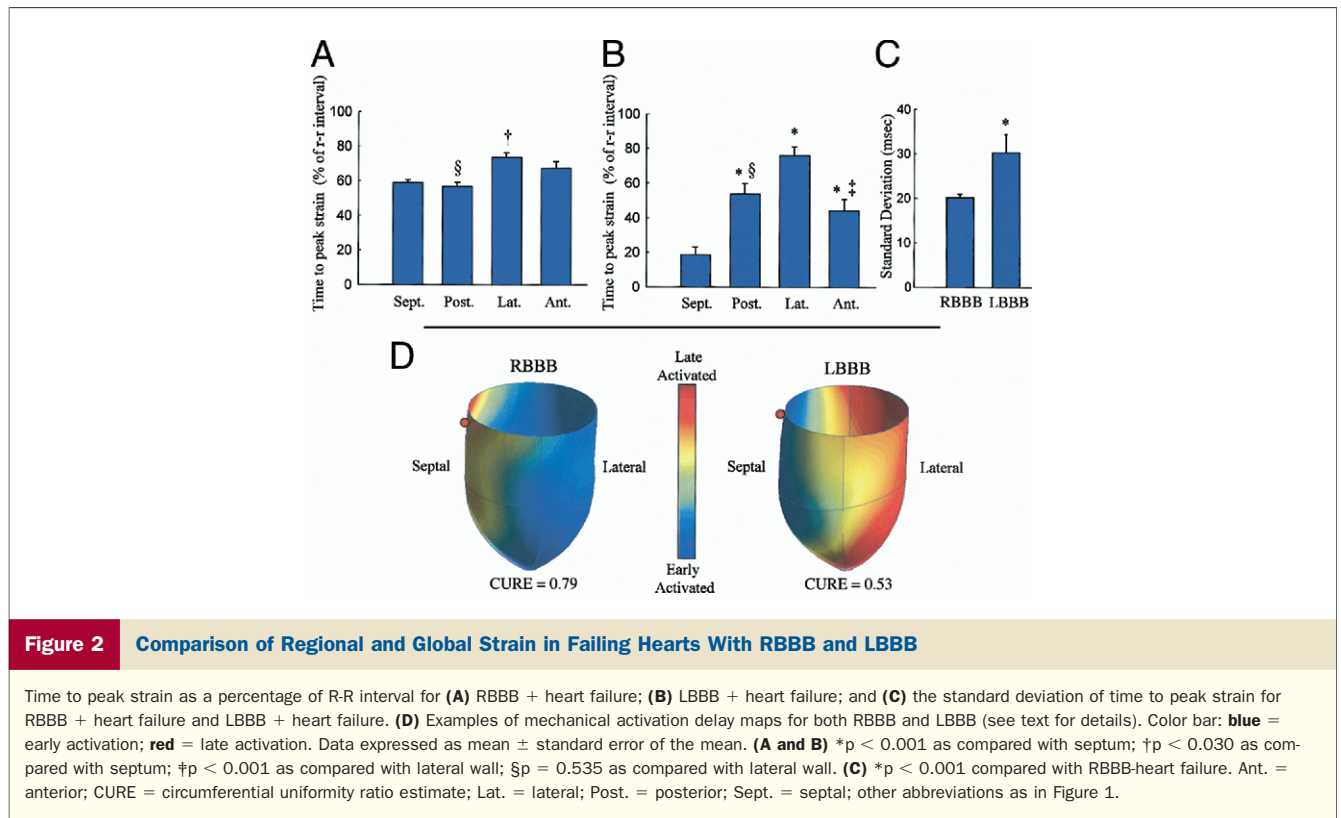 A
B
C
Time to peak strain (% of r-r interval)
100
80
60
40
20
0
§
†
Sept. Post. Lat. Ant.
Time to peak strain (% of r-r interval)
100
80
60
40
20
0
* §
*
* ‡
Sept. Post. Lat. Ant.
Standard Deviation (msec)
40
30
20
10
0
*
RBBB LBBB
D
RBBB
Septal
Lateral
CURE = 0.79
Late
Activated
Early
Activated
LBBB
Septal
Lateral
CURE = 0.53
Figure 2 Comparison of Regional and Global Strain in Failing Hearts With RBBB and LBBB
Time to peak strain as a percentage of R-R interval for (A) RBBB + heart failure; (B) LBBB + heart failure; and (C) the standard deviation of time to peak strain for
RBBB + heart failure and LBBB + heart failure. (D) Examples of mechanical activation delay maps for both RBBB and LBBB (see text for details). Color bar: blue =
early activation; red = late activation. Data expressed as mean ± standard error of the mean. (A and B) *p < 0.001 as compared with septum; †p < 0.030 as com-
pared with septum; ‡p < 0.001 as compared with lateral wall; §p = 0.535 as compared with lateral wall. (C) *p < 0.001 compared with RBBB-heart failure. Ant. =
anterior; CURE = circumferential uniformity ratio estimate; Lat. = lateral; Post. = posterior; Sept. = septal; other abbreviations as in Figure 1.